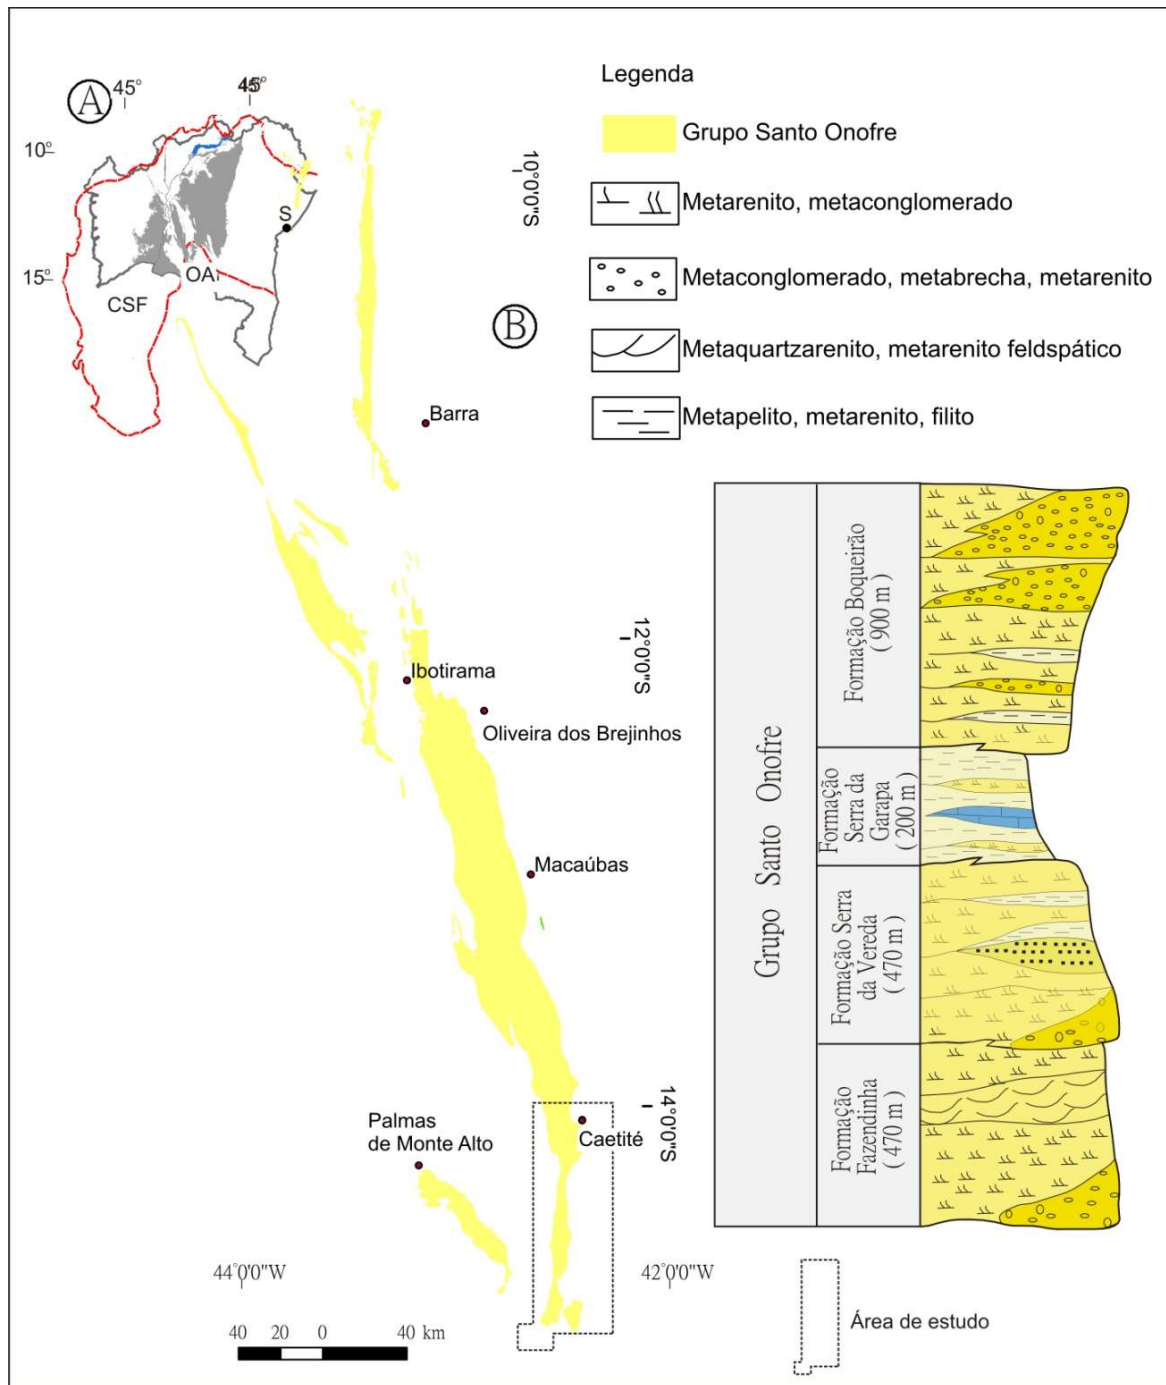 A
45°
45°
10°
15°
S
OA
CSF
B
10°0'0"S
Legenda
Grupo Santo Onofre
Metarenito, metaconglomerado
Metaconglomerado, metabrecha, metarenito
Metaquartzarenito, metarenito feldspático
Metapelito, metarenito, filito
Barra
12°0'0"S
Ibotirama
Oliveira dos Brejinhos
Macaúbas
14°0'0"S
Caetité
Palmas
de Monte Alto
44°0'0"W
42°0'0"W
40 20 0 40 km
Grupo Santo Onofre
Formação Boqueirão
( 900 m )
Formação
Serra da
Garapa
( 200 m )
Formação Serra
da Vereda
( 470 m )
Formação
Fazendinha
( 470 m )
Área de estudo